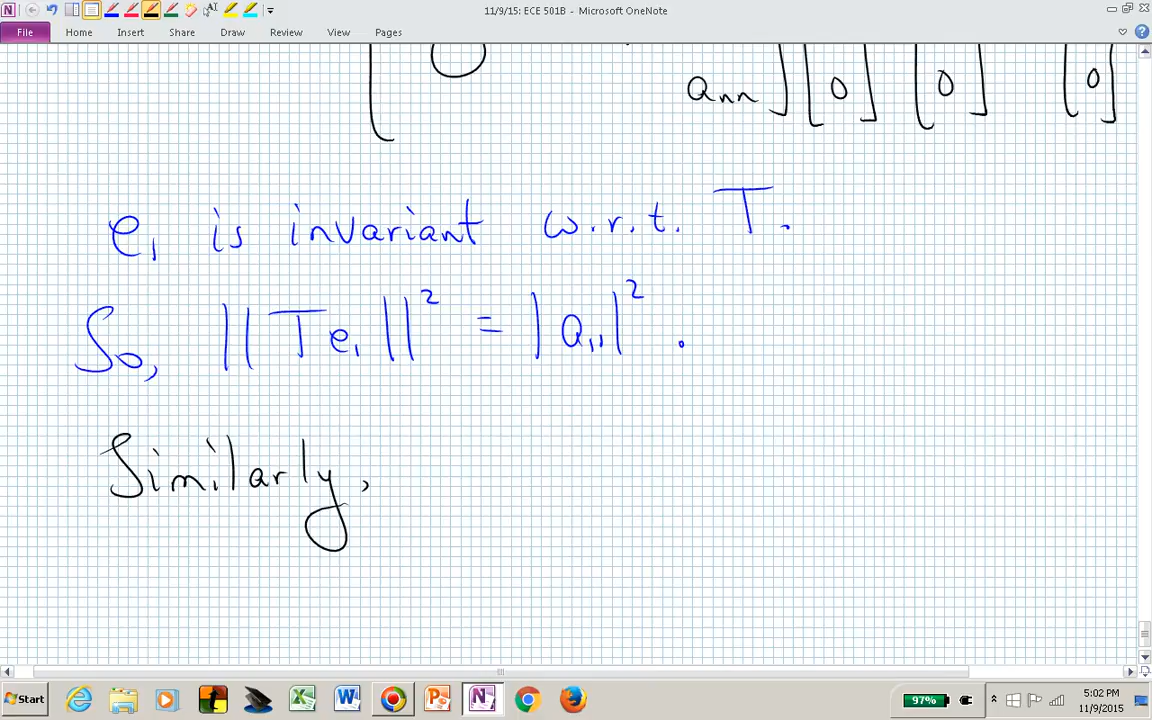 11/9/15: ECE 501B - Microsoft OneNote
File Home Insert Share Draw Review View Pages
a_nn ] [0] [0] [0]
e₁ is invariant w.r.t. T.
So, ||Te₁||² = |a₁₁|².
Similarly,
Start
97%
5:02 PM
11/9/2015